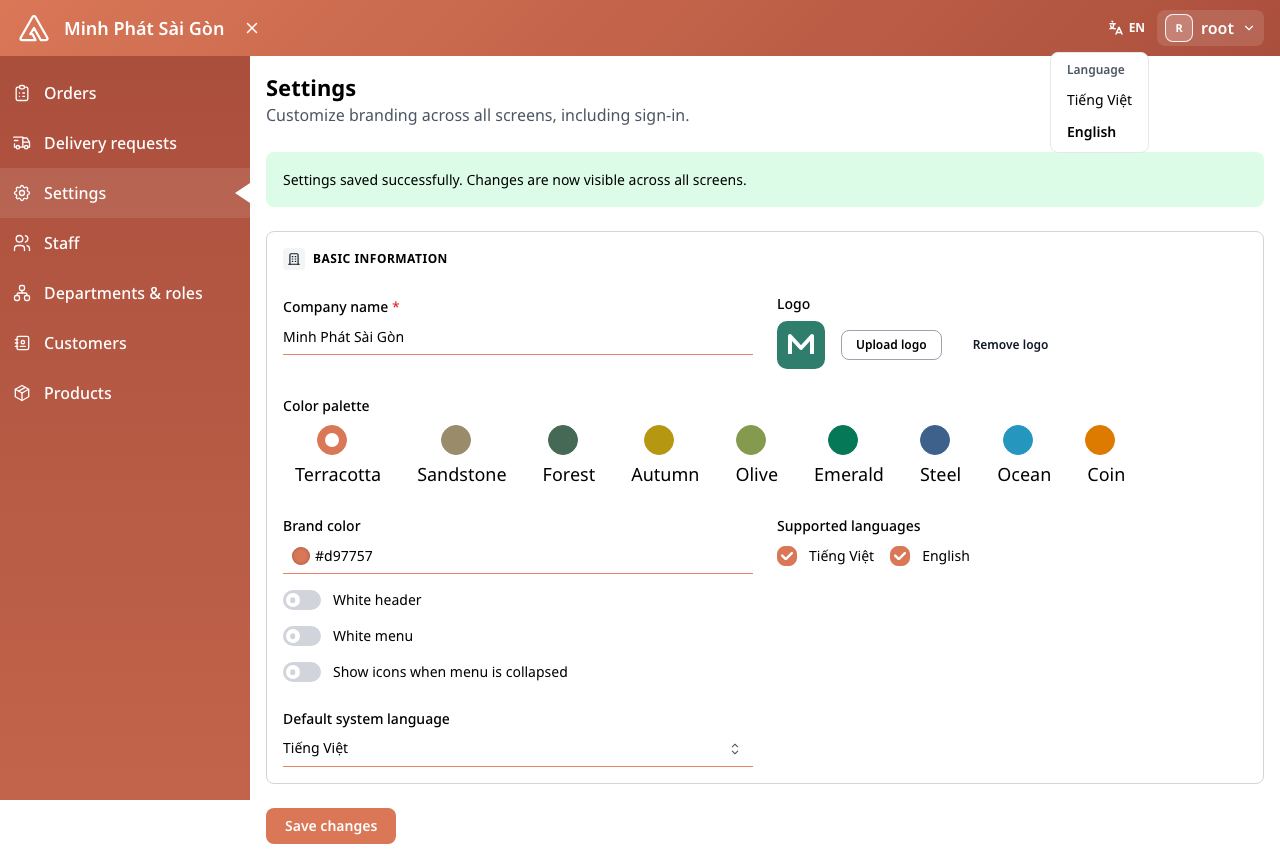 Minh Phát Sài Gòn
EN
R
root
Language
Tiếng Việt
English
Orders
Delivery requests
Settings
Staff
Departments & roles
Customers
Products
Settings
Customize branding across all screens, including sign-in.
Settings saved successfully. Changes are now visible across all screens.
BASIC INFORMATION
Company name *
Minh Phát Sài Gòn
Logo
M
Upload logo
Remove logo
Color palette
Terracotta
Sandstone
Forest
Autumn
Olive
Emerald
Steel
Ocean
Coin
Brand color
#d97757
Supported languages
Tiếng Việt
English
White header
White menu
Show icons when menu is collapsed
Default system language
Tiếng Việt
Save changes